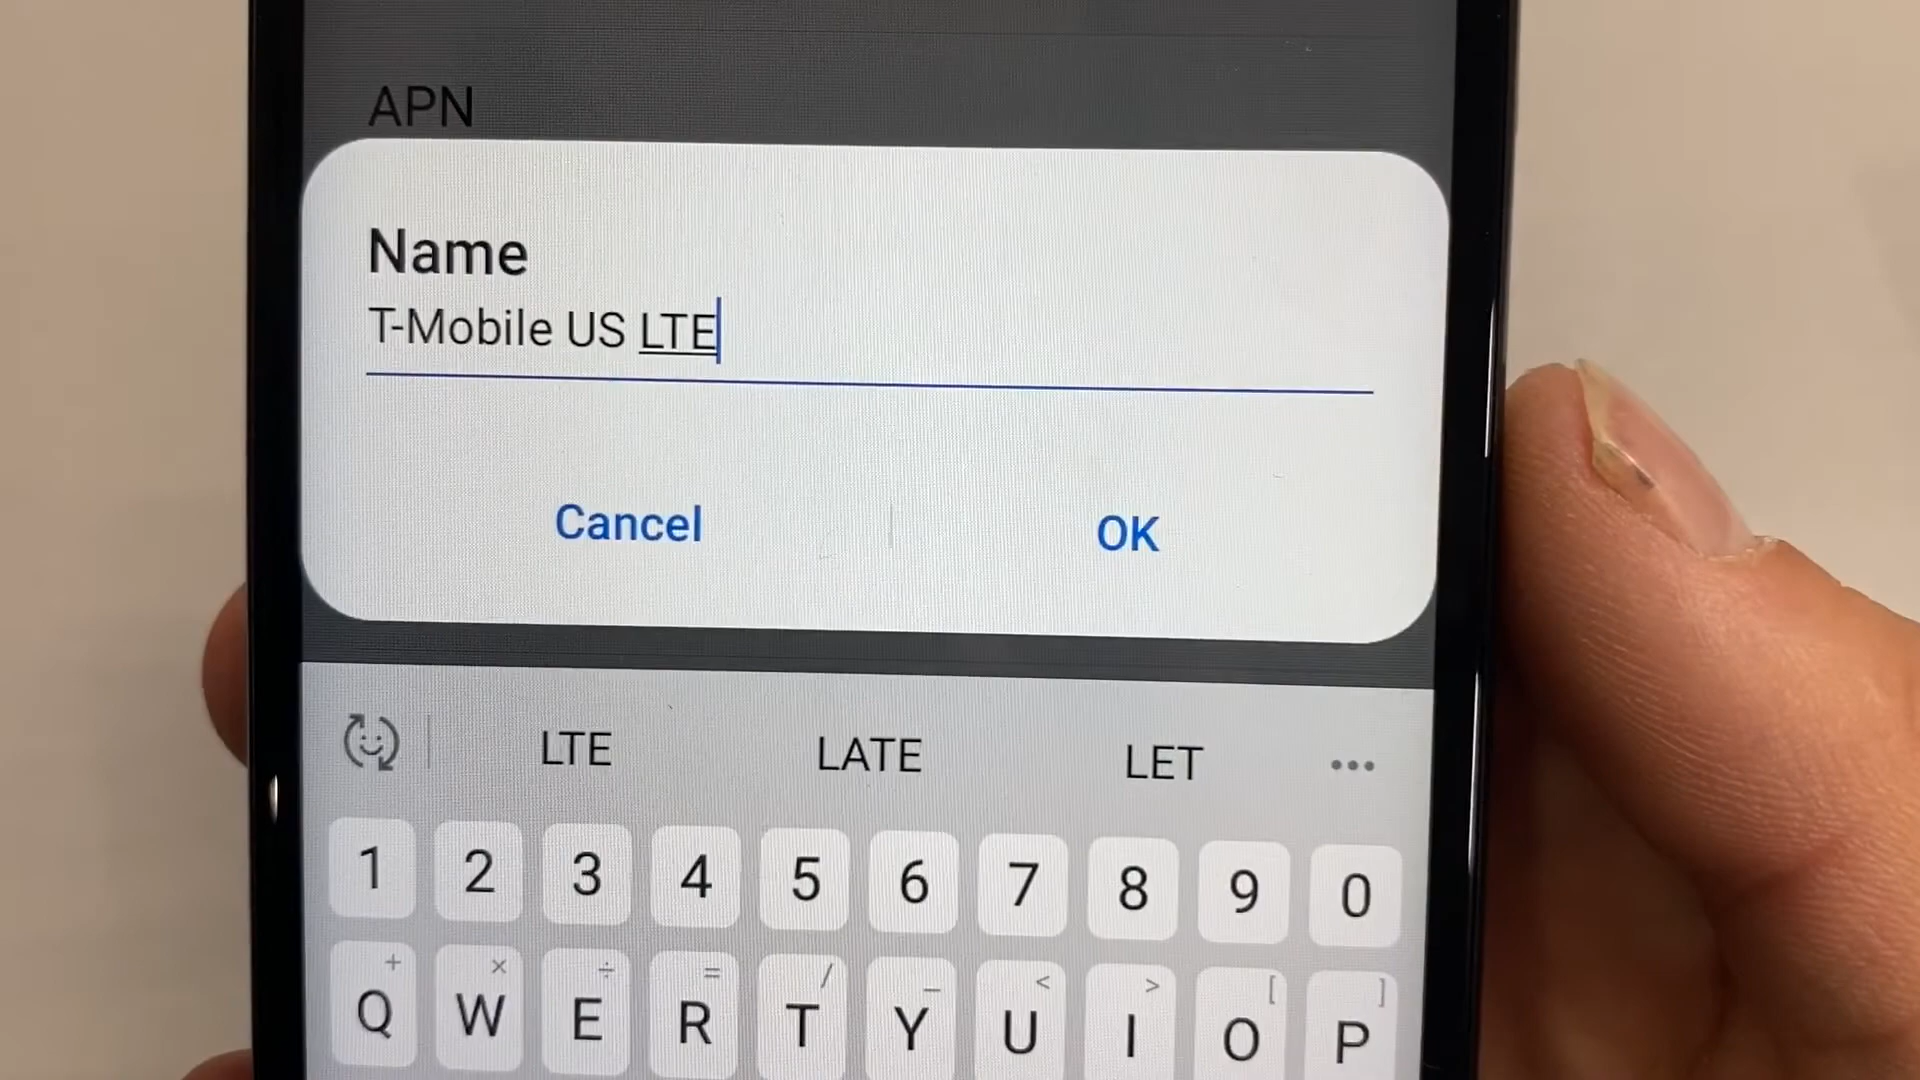 APN
Name
T-Mobile US LTE
Cancel
OK
LTE LATE LET •••
1 2 3 4 5 6 7 8 9 0
+ × ÷ = / _ < > [ ]
Q W E R T Y U I O P